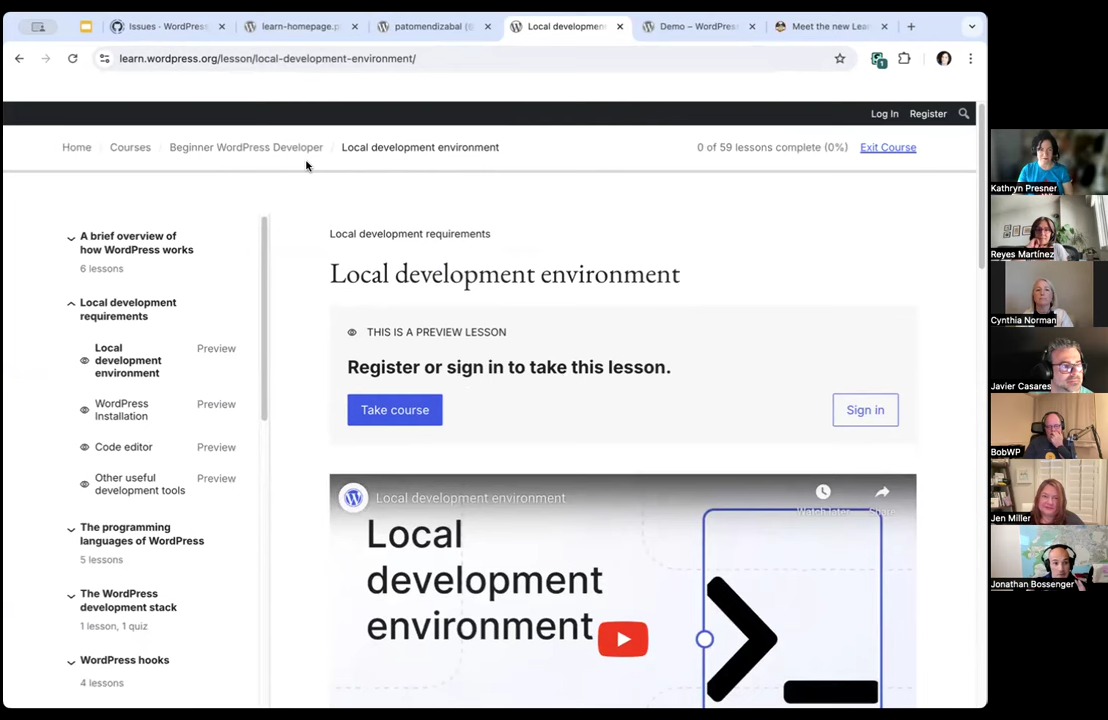 Issues · WordPress
learn-homepage.p
patomendizabal (
Local development
Demo – WordPres
Meet the new Lear
learn.wordpress.org/lesson/local-development-environment/
1
Log In
Register
Home
Courses
Beginner WordPress Developer
Local development environment
0 of 59 lessons complete (0%)
Exit Course
A brief overview of
how WordPress works
6 lessons
Local development
requirements
Local
development
environment
Preview
WordPress
Installation
Preview
Code editor
Preview
Other useful
development tools
Preview
The programming
languages of WordPress
5 lessons
The WordPress
development stack
1 lesson, 1 quiz
WordPress hooks
4 lessons
Local development requirements
Local development environment
THIS IS A PREVIEW LESSON
Register or sign in to take this lesson.
Take course
Sign in
Local development environment
Watch later
Share
Local
development
environment
Kathryn Presner
Reyes Martínez
Cynthia Norman
Javier Casares
BobWP
Jen Miller
Jonathan Bossenger